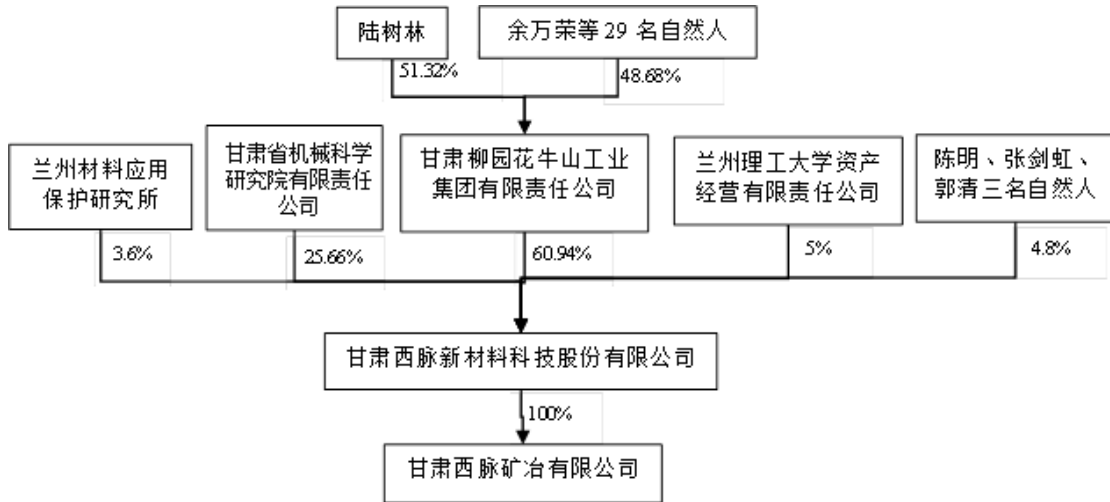 陆树林
余万荣等29 名自然人
51.32%
48.68%
兰州材料应用
保护研究所
甘肃省机械科学
研究院有限责任
公司
甘肃柳园花牛山工业
集团有限责任公司
兰州理工大学资产
经营有限责任公司
陈明、张剑虹、
郭清三名自然人
3.6%
25.66%
60.94%
5%
4.8%
甘肃西脉新材料科技股份有限公司
100%
甘肃西脉矿冶有限公司